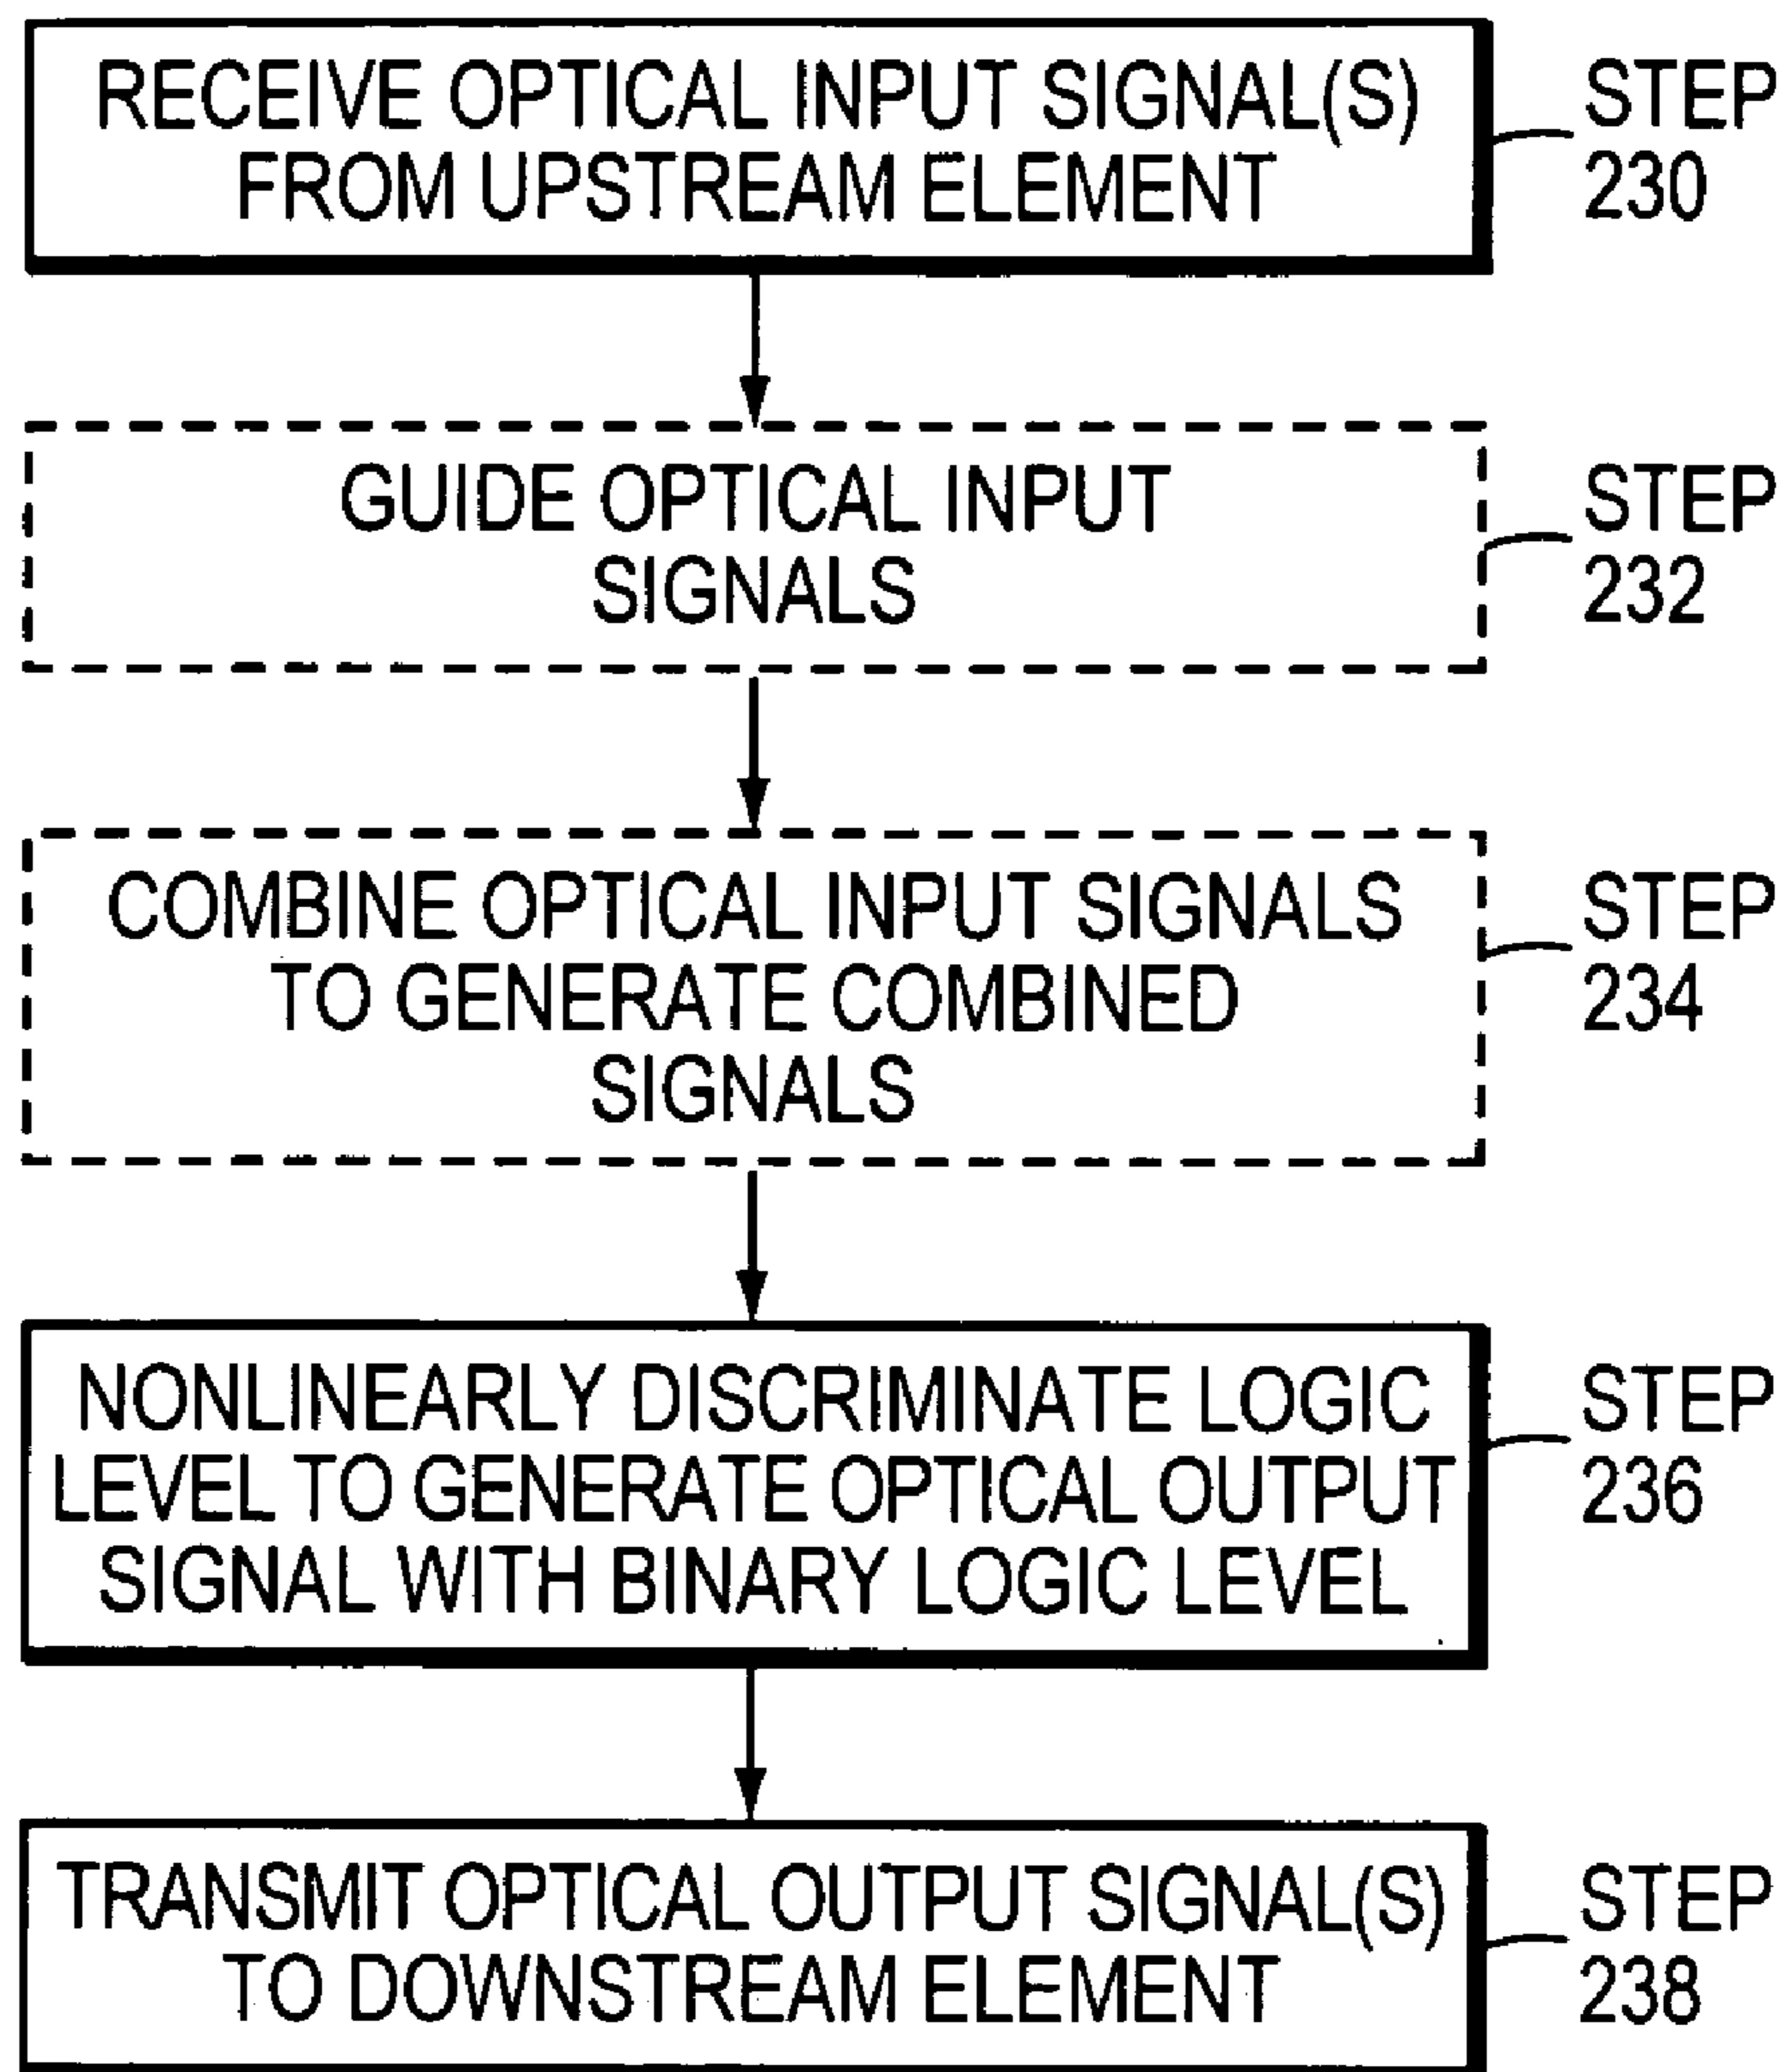 RECEIVE OPTICAL INPUT SIGNAL(S)
FROM UPSTREAM ELEMENT
STEP
230
GUIDE OPTICAL INPUT
SIGNALS
STEP
232
COMBINE OPTICAL INPUT SIGNALS
TO GENERATE COMBINED
SIGNALS
STEP
234
NONLINEARLY DISCRIMINATE LOGIC
LEVEL TO GENERATE OPTICAL OUTPUT
SIGNAL WITH BINARY LOGIC LEVEL
STEP
236
TRANSMIT OPTICAL OUTPUT SIGNAL(S)
TO DOWNSTREAM ELEMENT
STEP
238